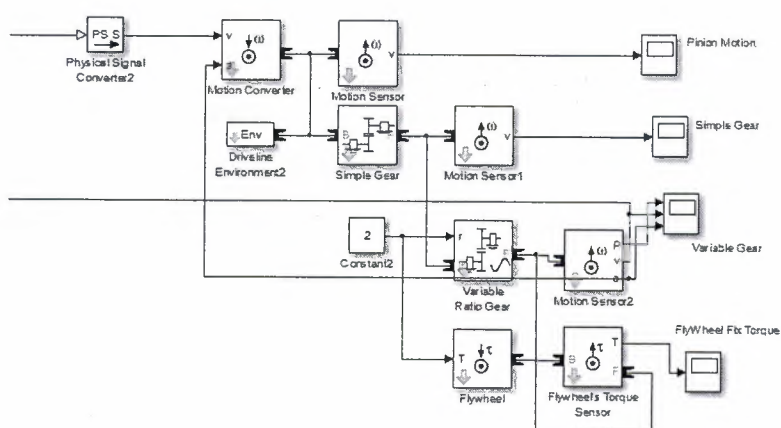 PS S
v
(i)
(i)
v
Pinion Motion
Physical Signal
Converter2
Motion Converter
Motion Sensor
Env
B
(i)
v
Simple Gear
Driveline
Environment2
Simple Gear
Motion Sensor1
2
r
(i)
p
v
a
Variable Gear
Constant2
Variable
Ratio Gear
Motion Sensor2
FlyWheel Fix Torque
T
τ
S
τ
T
F
Flywheel
Flywheel's Torque
Sensor